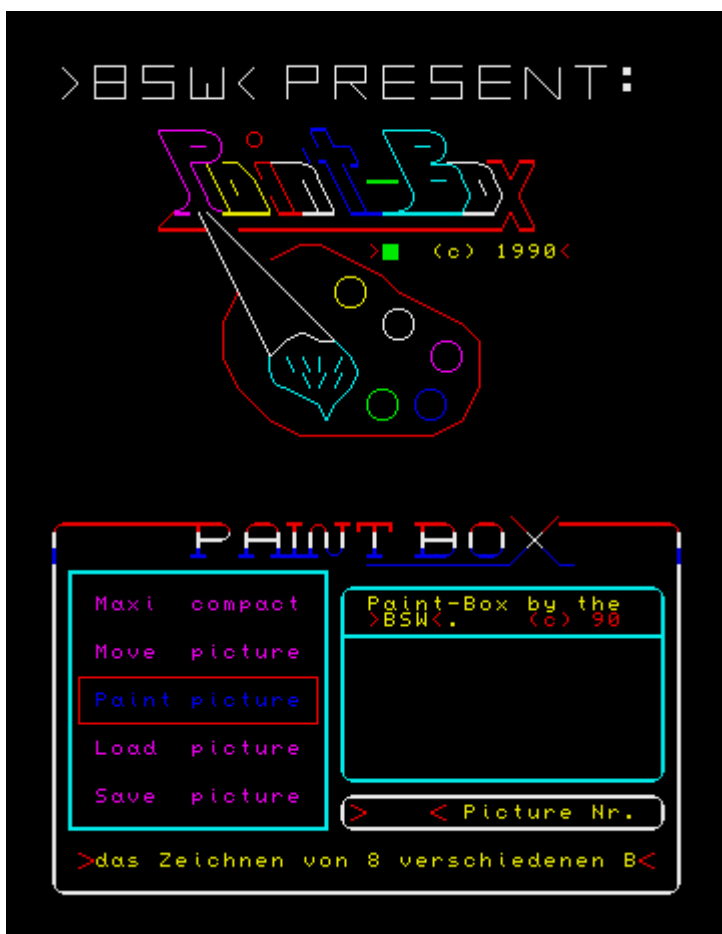 >BSW< PRESENT:
Paint-Box
>■ (c) 1990<
PAINT BOX
Maxi compact
Move picture
Paint picture
Load picture
Save picture
Paint-Box by the
>BSW<. (c) 90
> < Picture Nr.
>das Zeichnen von 8 verschiedenen B<